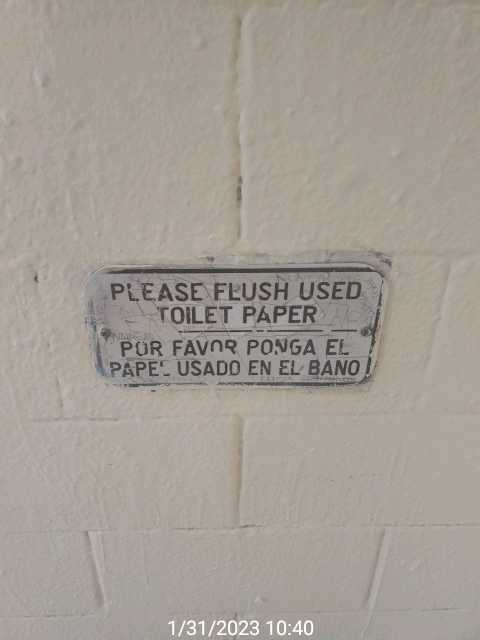 PLEASE FLUSH USED
TOILET PAPER
POR FAVOR PONGA EL
PAPEL USADO EN EL BANO
1/31/2023 10:40